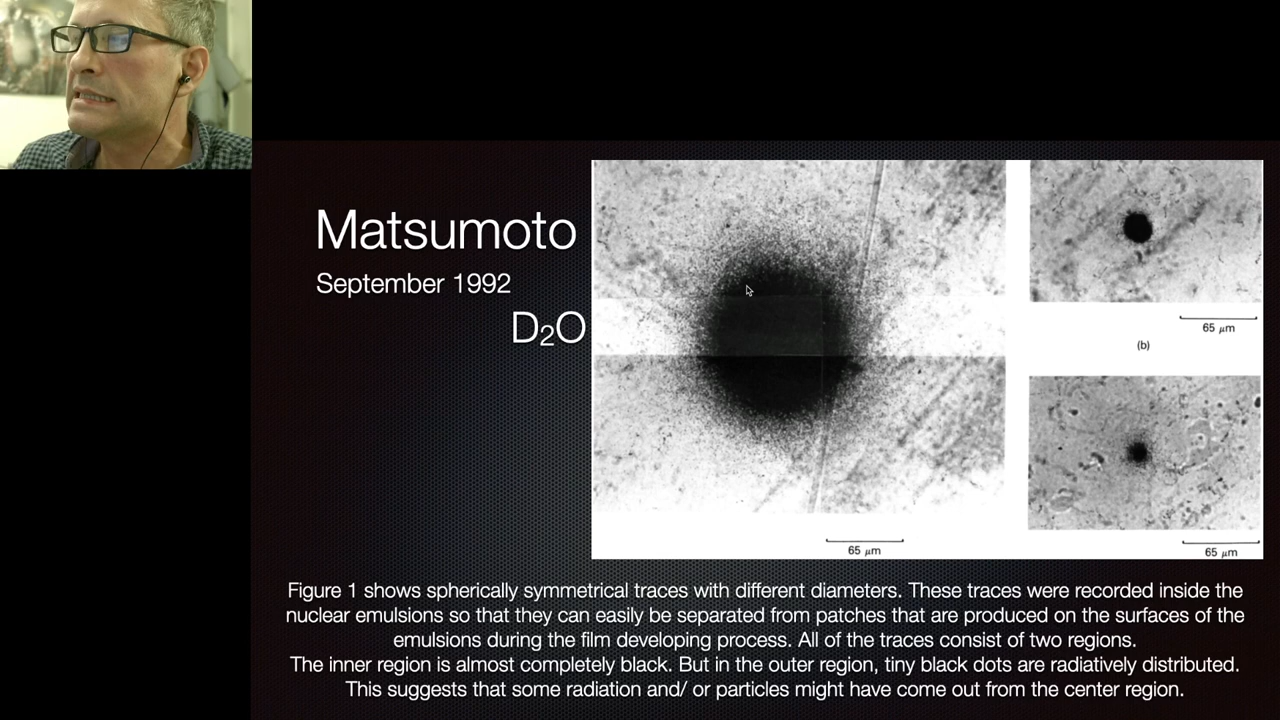 Matsumoto
September 1992
D₂O
65 μm
(b)
65 μm
65 μm
Figure 1 shows spherically symmetrical traces with different diameters. These traces were recorded inside the
nuclear emulsions so that they can easily be separated from patches that are produced on the surfaces of the
emulsions during the film developing process. All of the traces consist of two regions.
The inner region is almost completely black. But in the outer region, tiny black dots are radiatively distributed.
This suggests that some radiation and/ or particles might have come out from the center region.